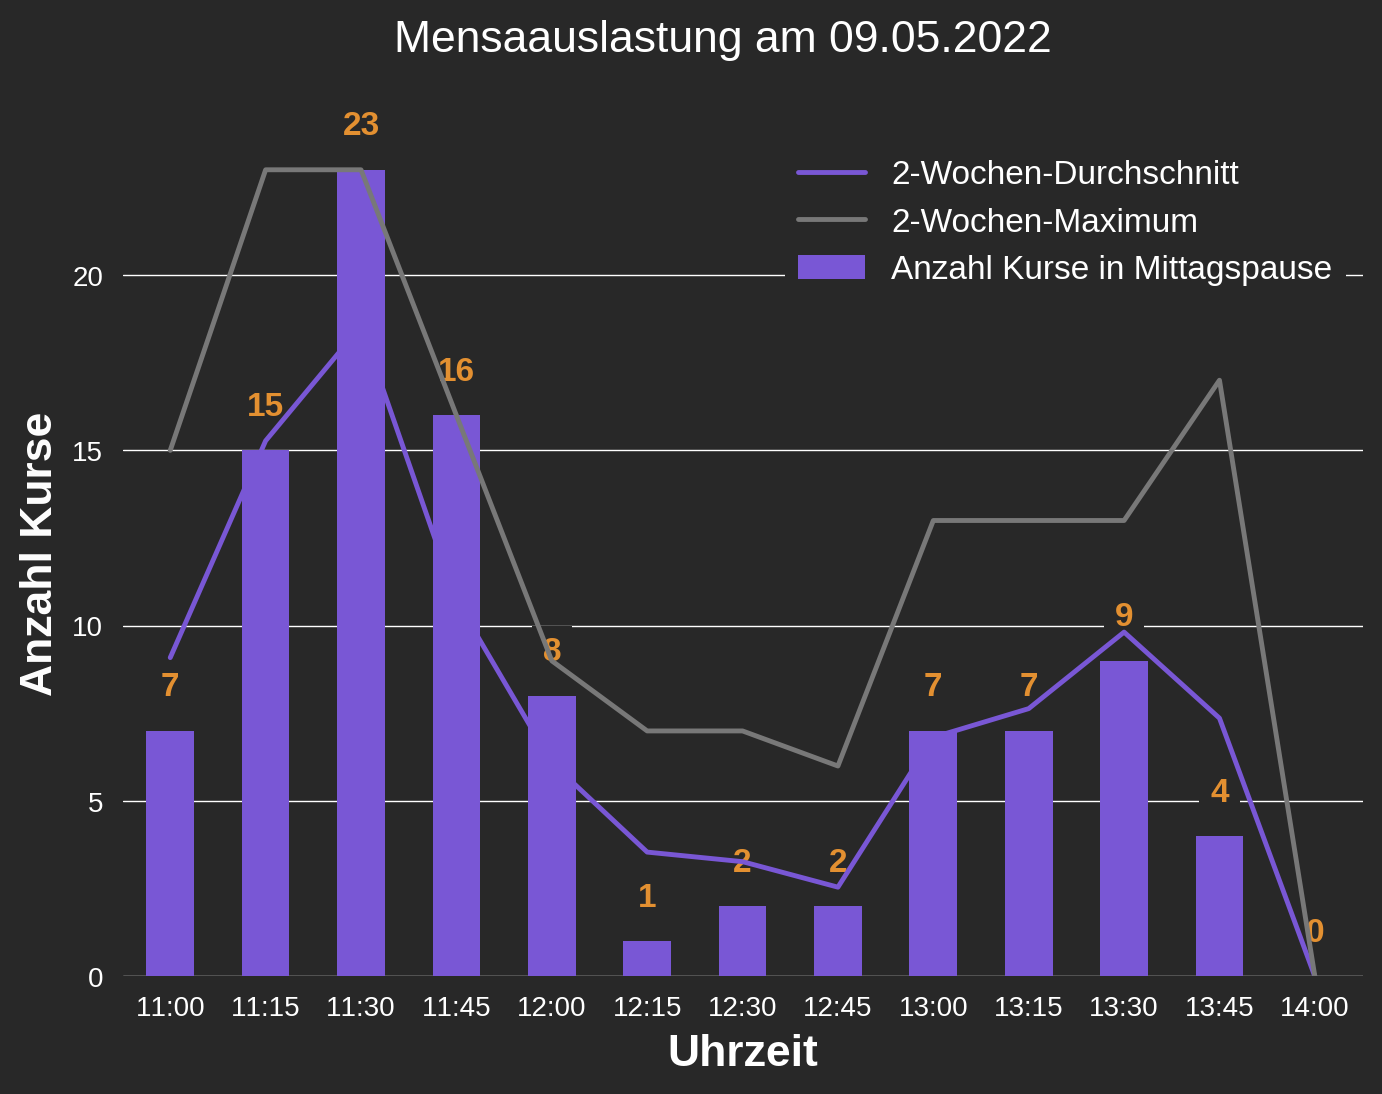 Mensaauslastung am 09.05.2022
23
2-Wochen-Durchschnitt
2-Wochen-Maximum
Anzahl Kurse in Mittagspause
20
16
15
15
Anzahl Kurse
10
9
8
7
7
7
5
4
2
2
1
0
0
11:00 11:15 11:30 11:45 12:00 12:15 12:30 12:45 13:00 13:15 13:30 13:45 14:00
Uhrzeit